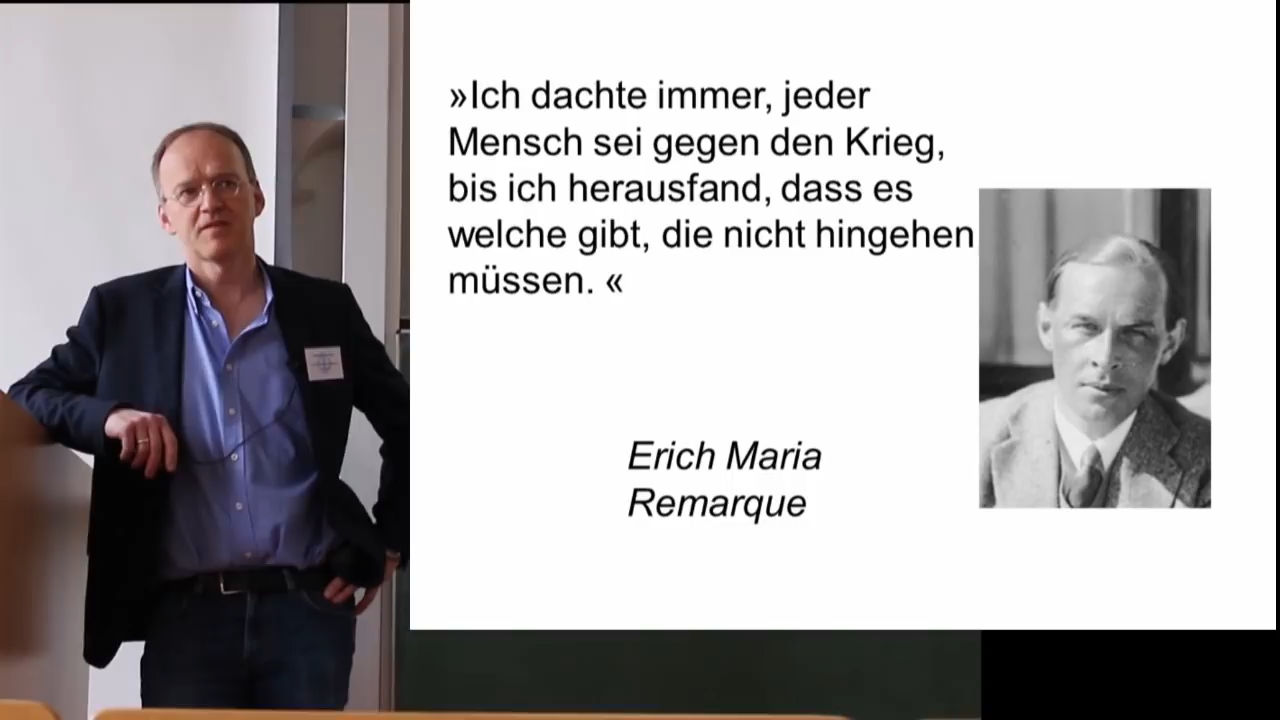 »Ich dachte immer, jeder
Mensch sei gegen den Krieg,
bis ich herausfand, dass es
welche gibt, die nicht hingehen
müssen. «
Erich Maria
Remarque